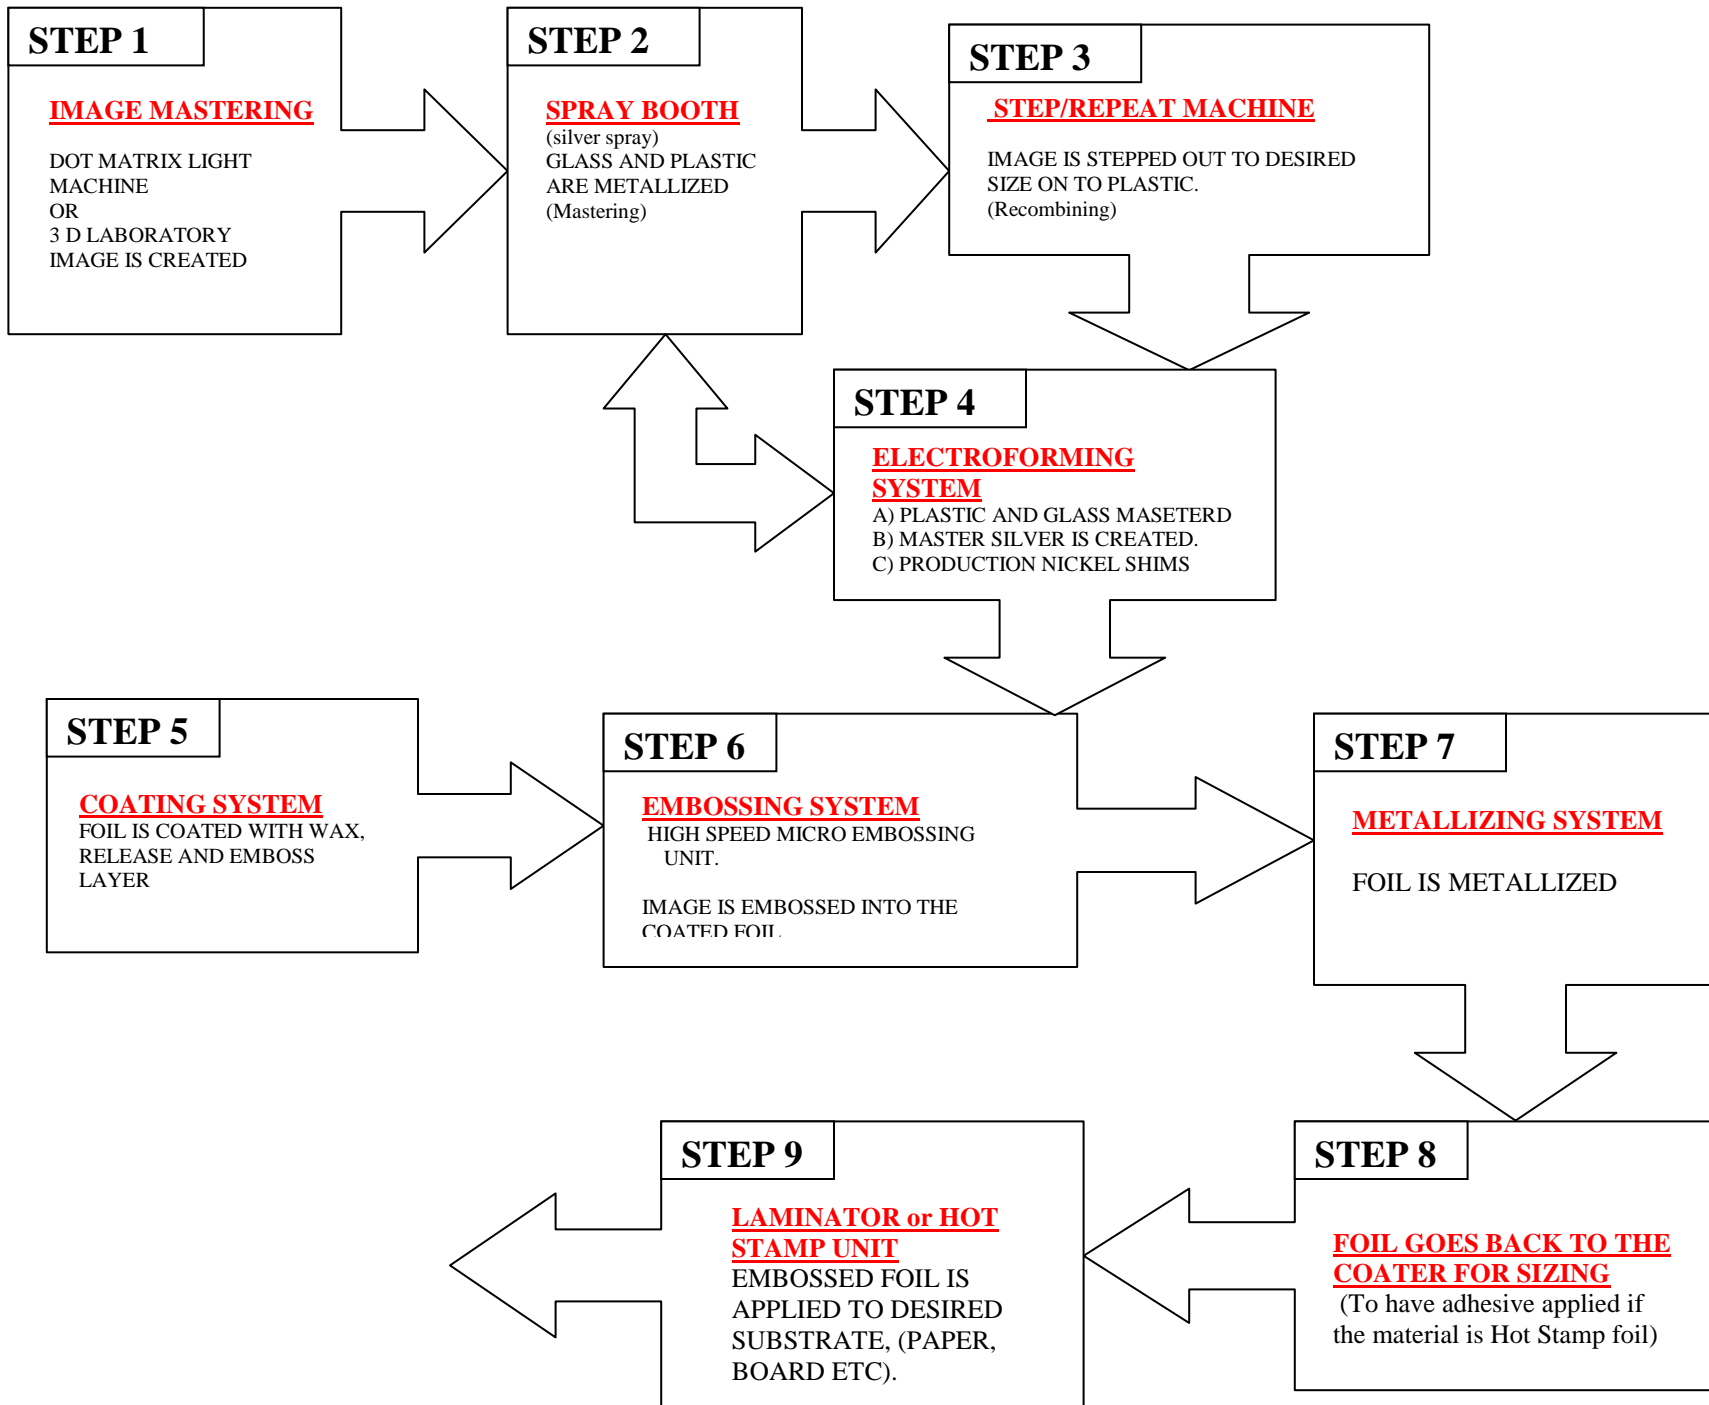 STEP 1
IMAGE MASTERING
DOT MATRIX LIGHT
MACHINE
OR
3 D LABORATORY
IMAGE IS CREATED
STEP 2
SPRAY BOOTH
(silver spray)
GLASS AND PLASTIC
ARE METALLIZED
(Mastering)
STEP 3
STEP/REPEAT MACHINE
IMAGE IS STEPPED OUT TO DESIRED
SIZE ON TO PLASTIC.
(Recombining)
STEP 4
ELECTROFORMING
SYSTEM
A) PLASTIC AND GLASS MASETERD
B) MASTER SILVER IS CREATED.
C) PRODUCTION NICKEL SHIMS
STEP 5
COATING SYSTEM
FOIL IS COATED WITH WAX,
RELEASE AND EMBOSS
LAYER
STEP 6
EMBOSSING SYSTEM
HIGH SPEED MICRO EMBOSSING
UNIT.
IMAGE IS EMBOSSED INTO THE
COATED FOIL
STEP 7
METALLIZING SYSTEM
FOIL IS METALLIZED
STEP 8
FOIL GOES BACK TO THE
COATER FOR SIZING
(To have adhesive applied if
the material is Hot Stamp foil)
STEP 9
LAMINATOR or HOT
STAMP UNIT
EMBOSSED FOIL IS
APPLIED TO DESIRED
SUBSTRATE, (PAPER,
BOARD ETC).